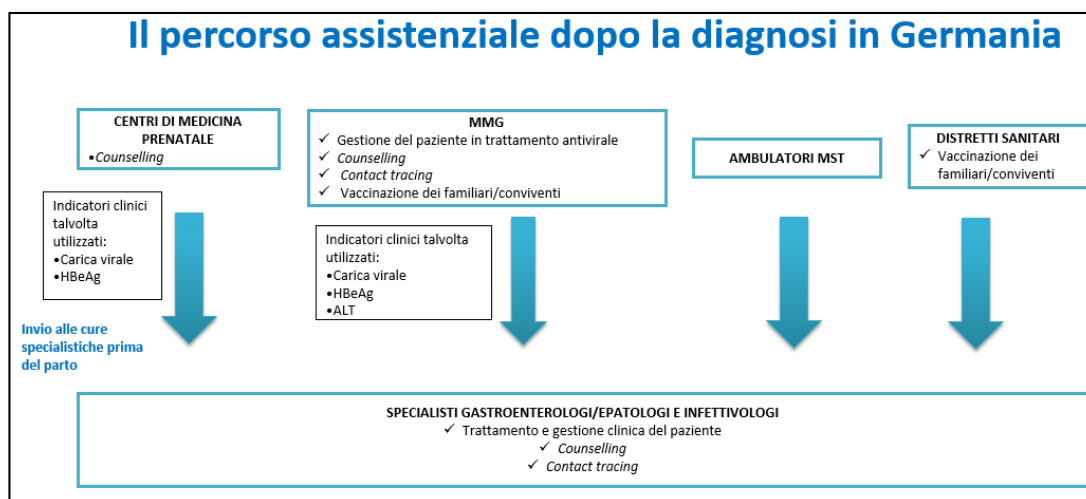 Il percorso assistenziale dopo la diagnosi in Germania
CENTRI DI MEDICINA
PRENATALE
•Counselling
MMG
✓ Gestione del paziente in trattamento antivirale
✓ Counselling
✓ Contact tracing
✓ Vaccinazione dei familiari/conviventi
AMBULATORI MST
DISTRETTI SANITARI
✓ Vaccinazione dei
familiari/conviventi
Indicatori clinici
talvolta
utilizzati:
•Carica virale
•HBeAg
Indicatori clinici talvolta
utilizzati:
•Carica virale
•HBeAg
•ALT
Invio alle cure
specialistiche prima
del parto
SPECIALISTI GASTROENTEROLOGI/EPATOLOGI E INFETTIVOLOGI
✓ Trattamento e gestione clinica del paziente
✓ Counselling
✓ Contact tracing